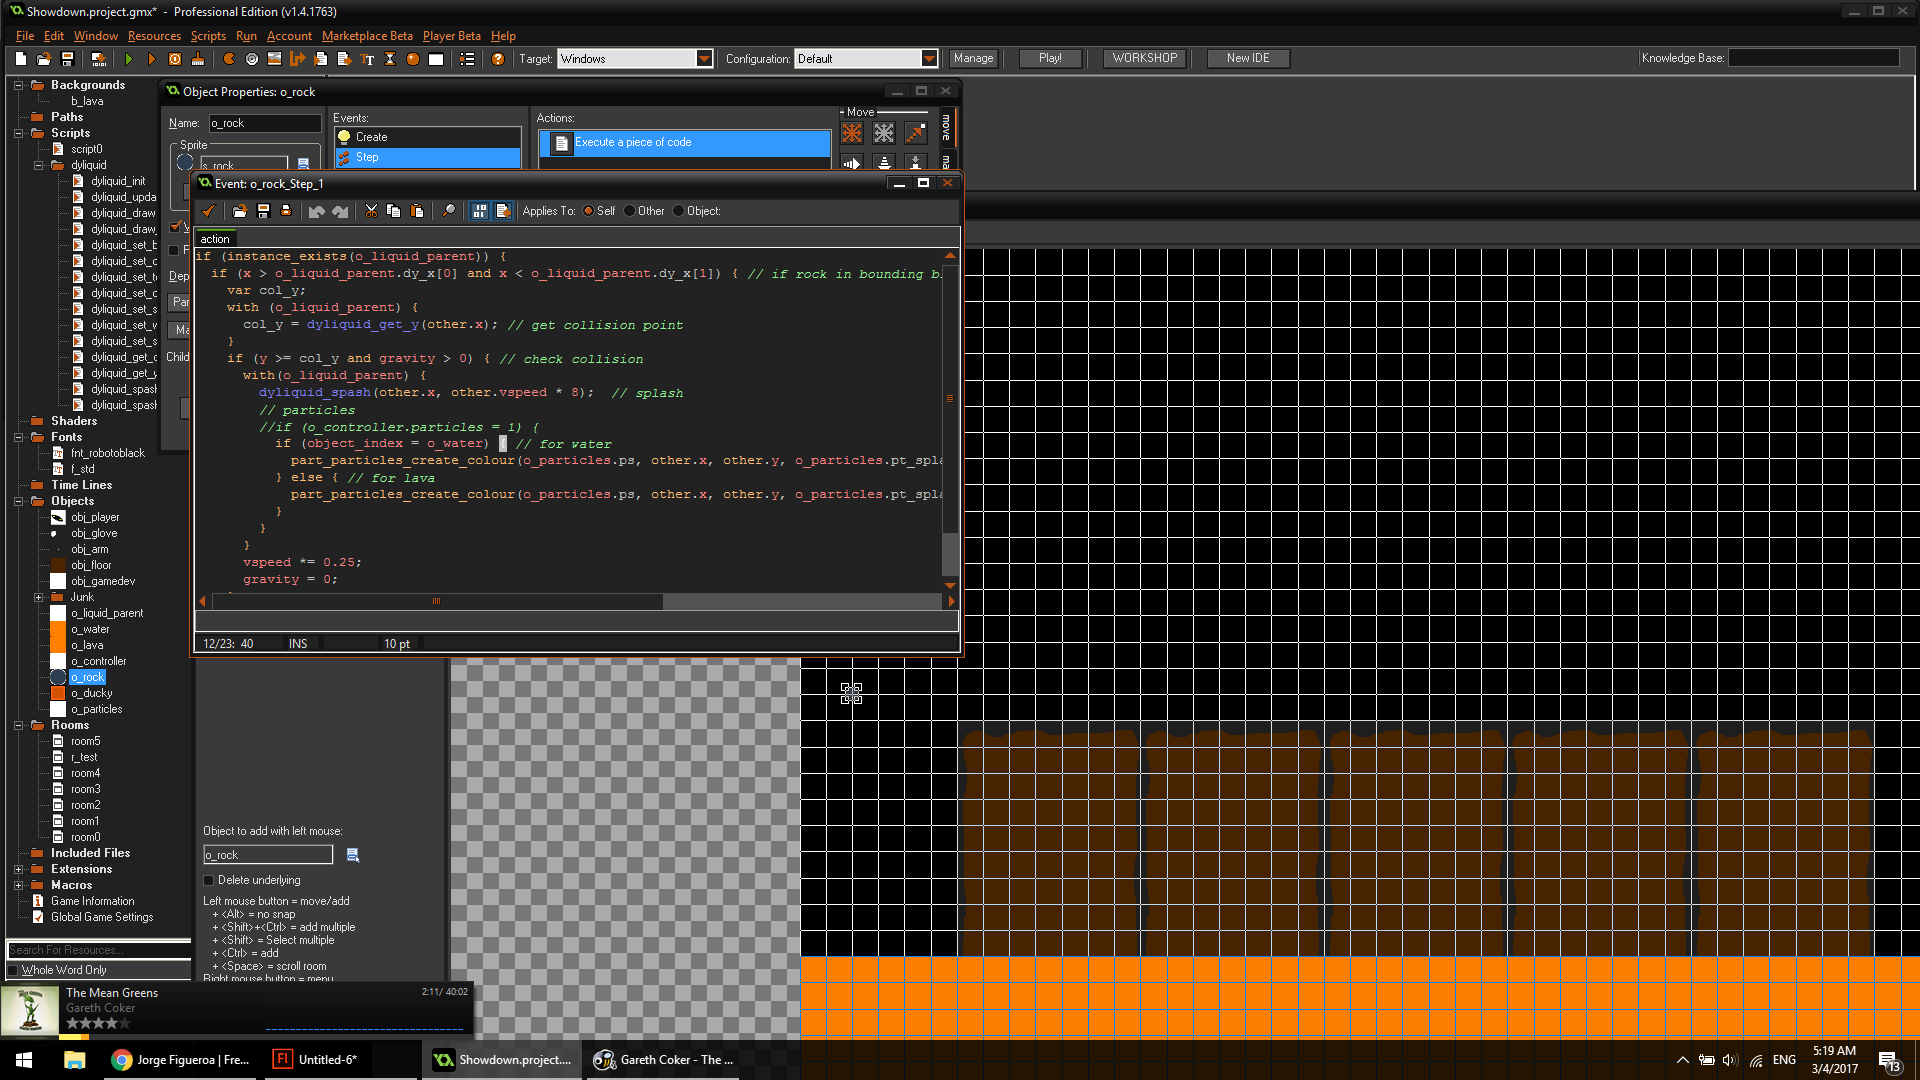 Showdown.project.gmx* - Professional Edition (v1.4.1763)
File Edit Window Resources Scripts Run Account Marketplace Beta Player Beta Help
Target: Windows Configuration: Default Manage Play! WORKSHOP New IDE Knowledge Base:
Backgrounds
b_lava
Paths
Scripts
script0
dyliquid
dyliquid_init
dyliquid_upda
dyliquid_draw
dyliquid_draw_
dyliquid_set_b
dyliquid_set_c
dyliquid_set_te
dyliquid_set_c
dyliquid_set_s
dyliquid_set_w
dyliquid_set_s
dyliquid_get_c
dyliquid_get_y
dyliquid_spash
dyliquid_spash
Shaders
Fonts
fnt_robotoblack
f_std
Time Lines
Objects
obj_player
obj_glove
obj_arm
obj_floor
obj_gamedev
Junk
o_liquid_parent
o_water
o_lava
o_controller
o_rock
o_ducky
o_particles
Rooms
room5
r_test
room4
room3
room2
room1
room0
Included Files
Extensions
Macros
Game Information
Global Game Settings
Search For Resources...
Whole Word Only
Object Properties: o_rock
Name: o_rock
Sprite
s_rock
Dep
Par
Ma
Child
Events:
Create
Step
Actions:
Execute a piece of code
Move
move
Event: o_rock_Step_1
Applies To: Self Other Object:
action
if (instance_exists(o_liquid_parent)) {
if (x > o_liquid_parent.dy_x[0] and x < o_liquid_parent.dy_x[1]) { // if rock in bounding b
var col_y;
with (o_liquid_parent) {
col_y = dyliquid_get_y(other.x); // get collision point
}
if (y >= col_y and gravity > 0) { // check collision
with(o_liquid_parent) {
dyliquid_spash(other.x, other.vspeed * 8); // splash
// particles
//if (o_controller.particles = 1) {
if (object_index = o_water) { // for water
part_particles_create_colour(o_particles.ps, other.x, other.y, o_particles.pt_spla
} else { // for lava
part_particles_create_colour(o_particles.ps, other.x, other.y, o_particles.pt_spla
}
}
}
vspeed *= 0.25;
gravity = 0;
12/23: 40 INS 10 pt
Object to add with left mouse:
o_rock
Delete underlying
Left mouse button = move/add
+ <Alt> = no snap
+ <Shift>+<Ctrl> = add multiple
+ <Shift> = Select multiple
+ <Ctrl> = add
+ <Space> = scroll room
Right mouse button = menu
The Mean Greens
Gareth Coker
2:11/ 40:02
Jorge Figueroa | Fre...
Fl Untitled-6*
Showdown.project....
Gareth Coker - The ...
ENG
5:19 AM
3/4/2017
13